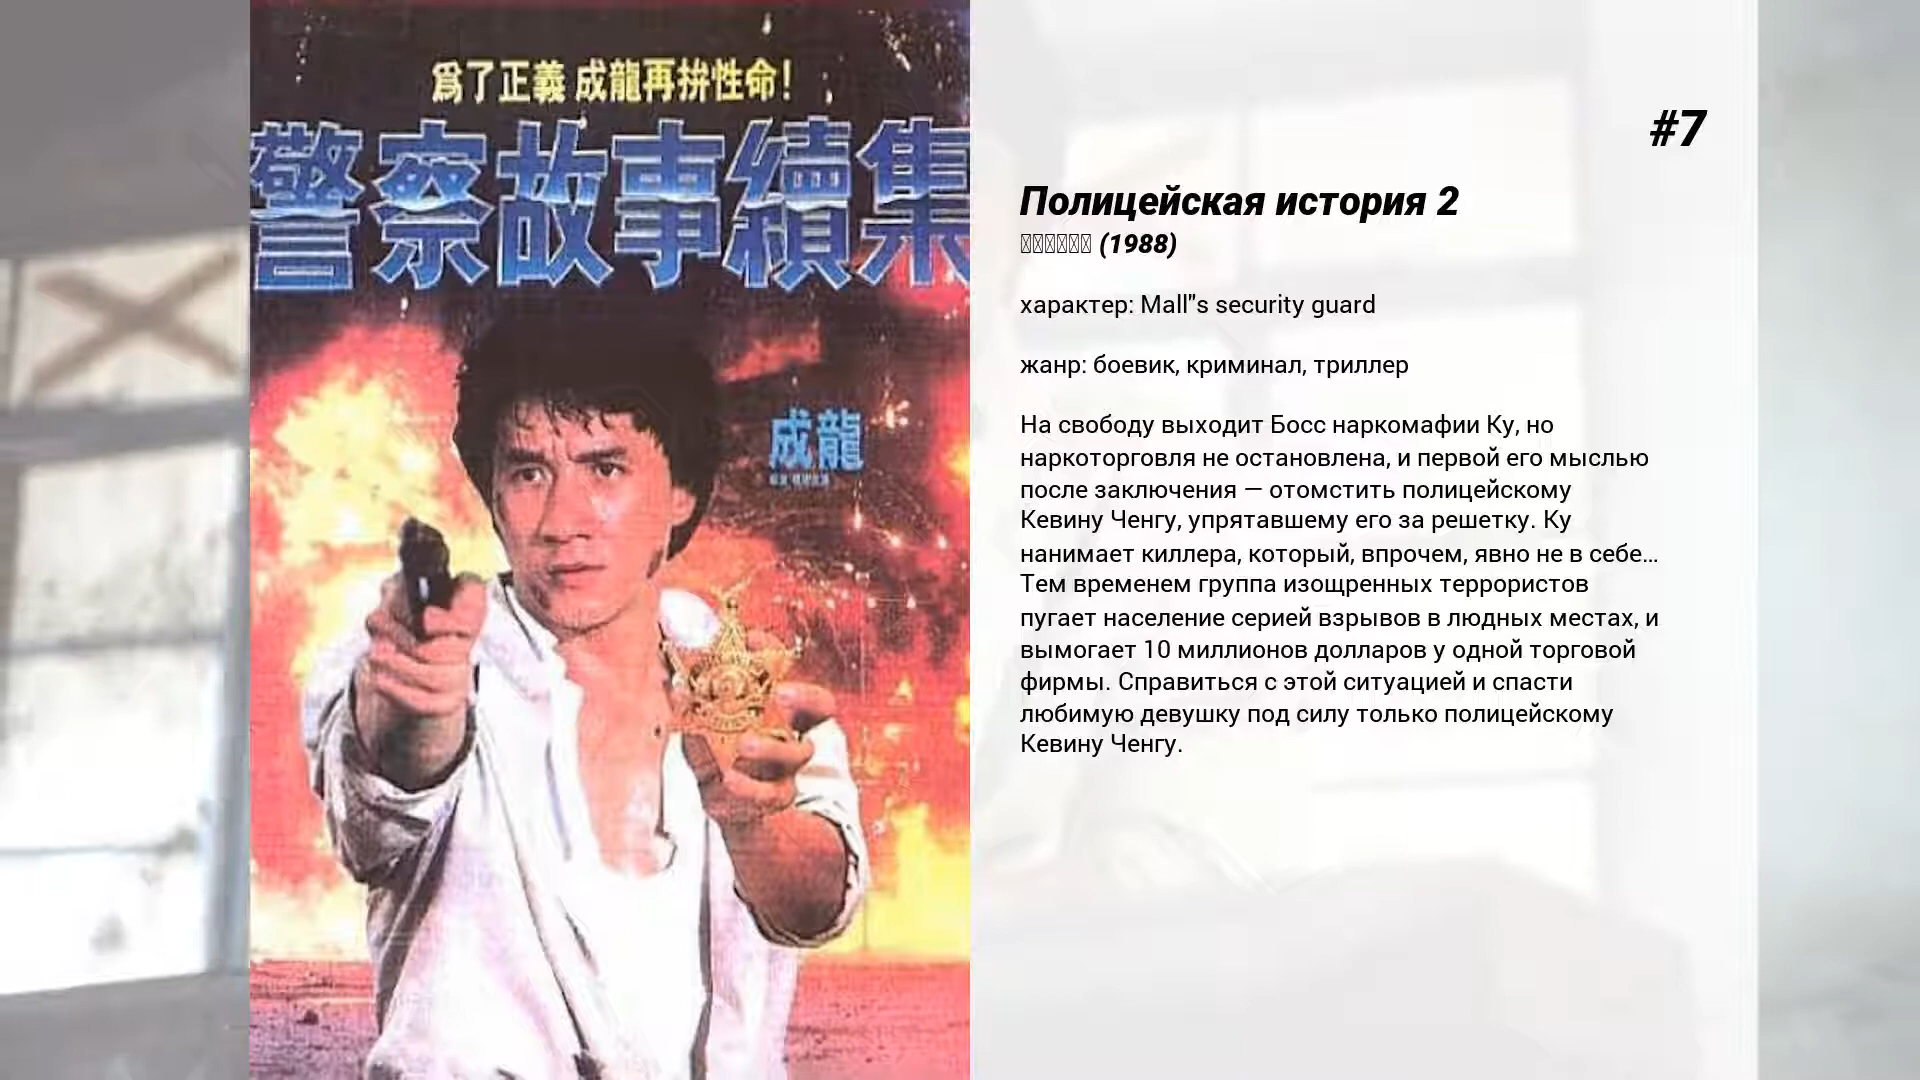 爲了正義 成龍再拚性命！
警察故事續集
成龍
#7
Полицейская история 2
(1988)
характер: Mall"s security guard
жанр: боевик, криминал, триллер
На свободу выходит Босс наркомафии Ку, но
наркоторговля не остановлена, и первой его мыслью
после заключения — отомстить полицейскому
Кевину Ченгу, упрятавшему его за решетку. Ку
нанимает киллера, который, впрочем, явно не в себе…
Тем временем группа изощренных террористов
пугает население серией взрывов в людных местах, и
вымогает 10 миллионов долларов у одной торговой
фирмы. Справиться с этой ситуацией и спасти
любимую девушку под силу только полицейскому
Кевину Ченгу.